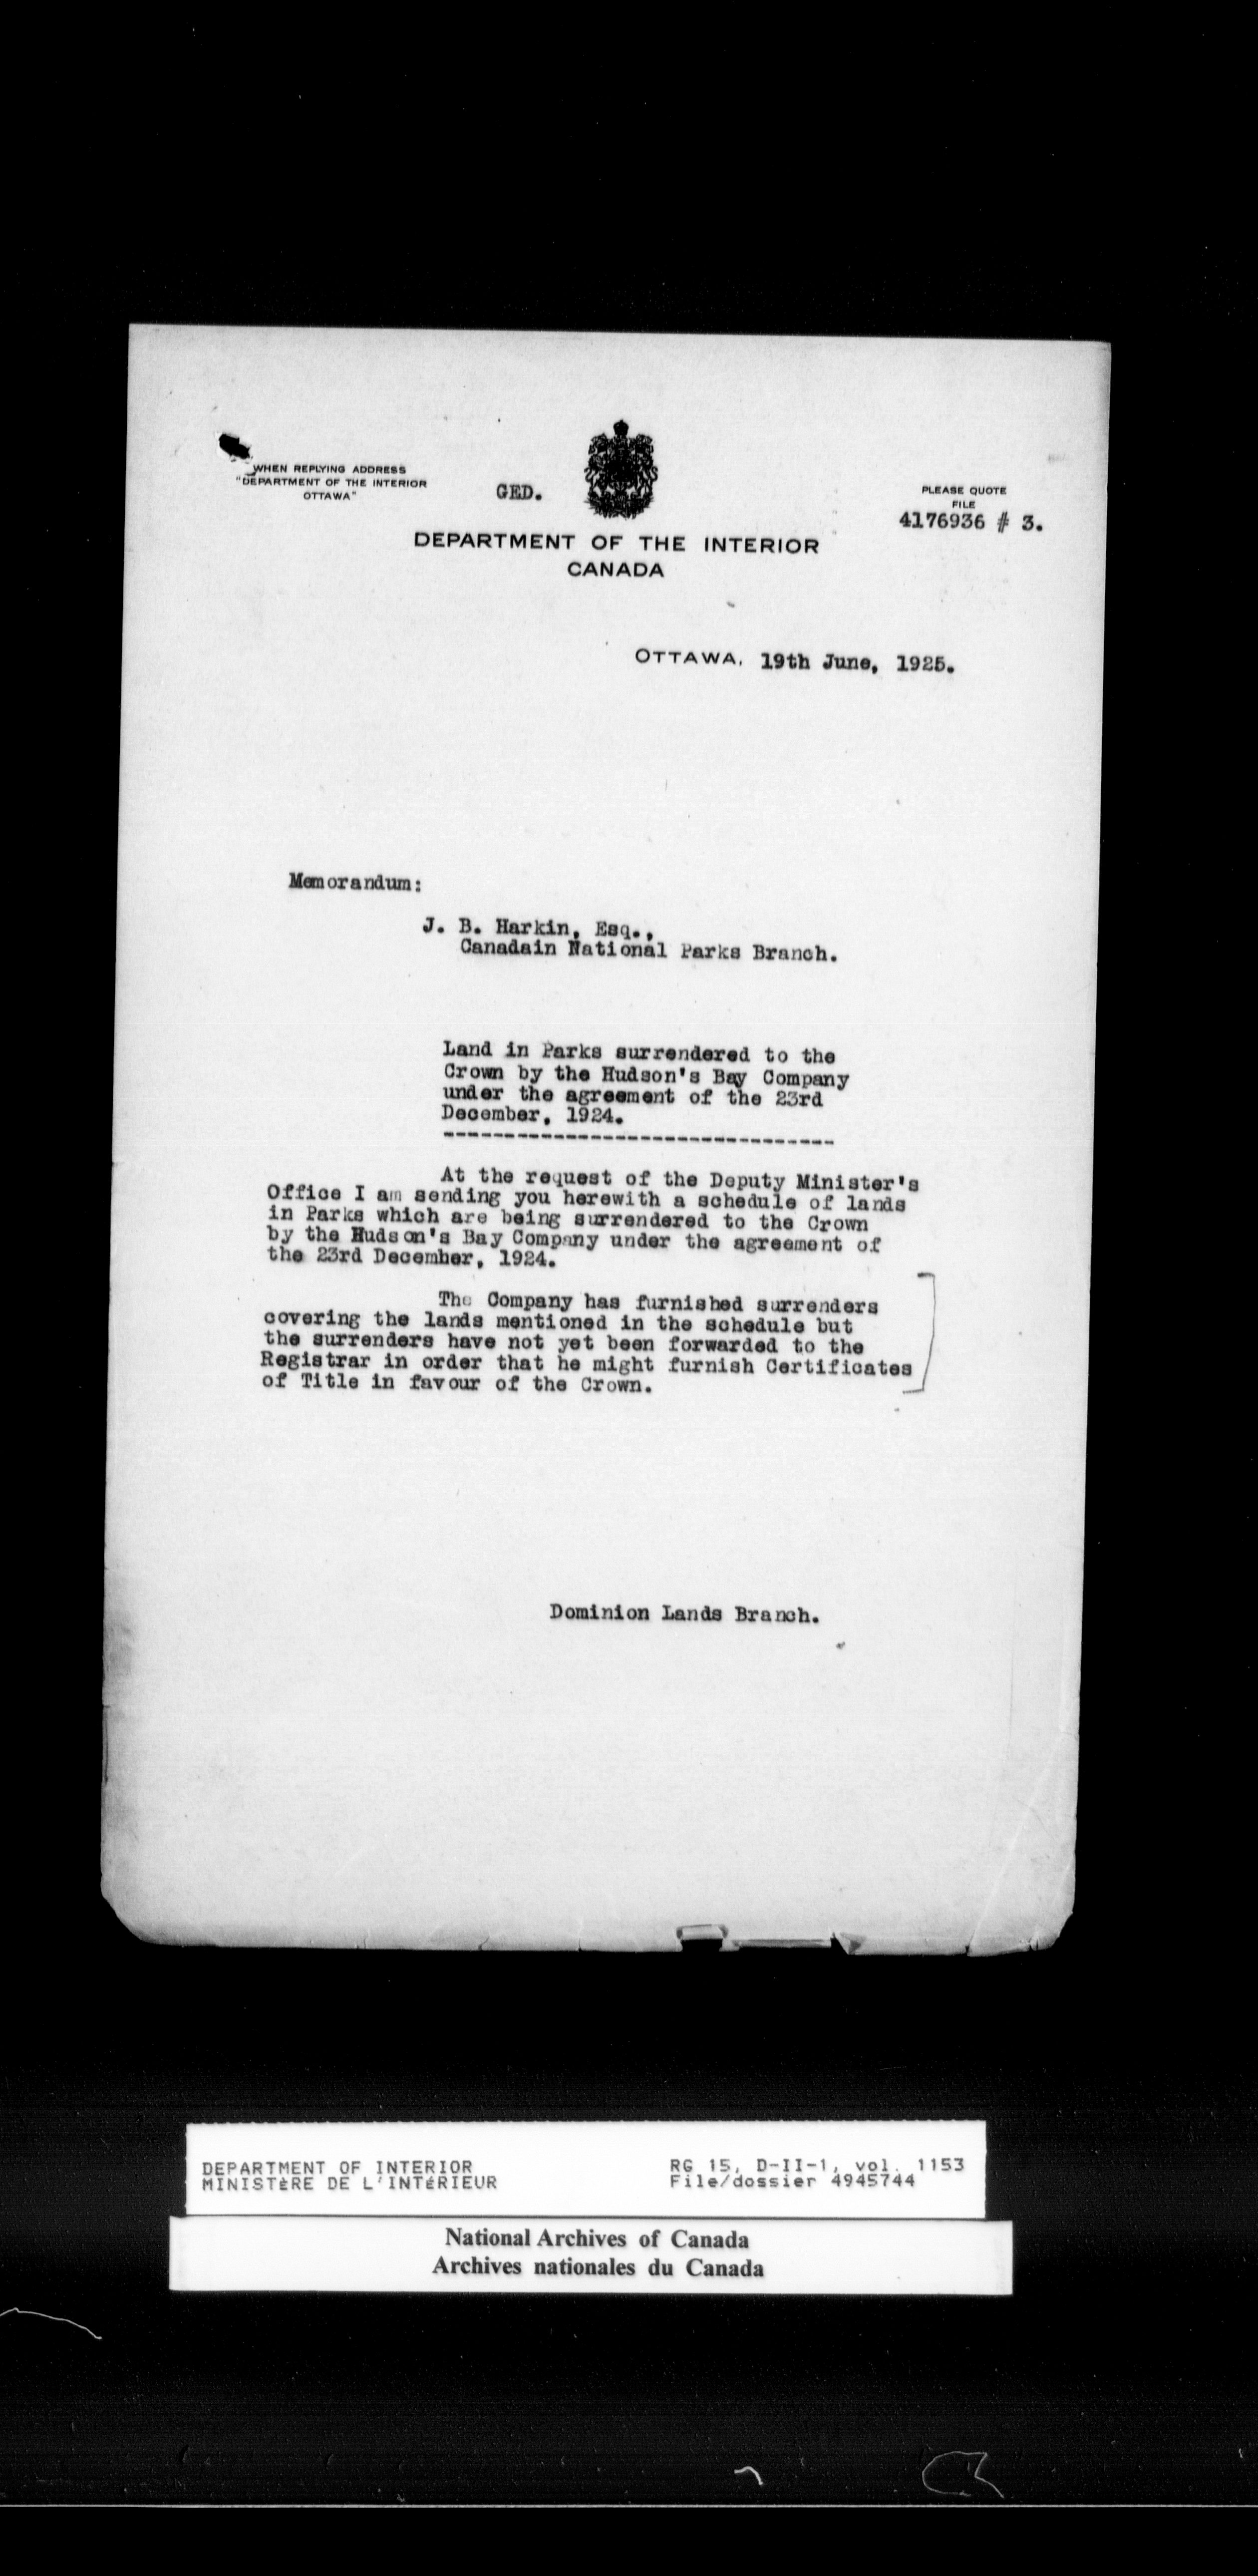 WHEN REPLYING ADDRESS
"DEPARTMENT OF THE INTERIOR
OTTAWA"
GED.
PLEASE QUOTE
FILE
4176936 # 3.
DEPARTMENT OF THE INTERIOR
CANADA
OTTAWA, 19th June, 1925.
Memorandum:
J. B. Harkin, Esq.,
Canadain National Parks Branch.
Land in Parks surrendered to the
Crown by the Hudson's Bay Company
under the agreement of the 23rd
December, 1924.
--------------------------------
At the request of the Deputy Minister's
Office I am sending you herewith a schedule of lands
in Parks which are being surrendered to the Crown
by the Hudson's Bay Company under the agreement of
the 23rd December, 1924.
The Company has furnished surrenders
covering the lands mentioned in the schedule but
the surrenders have not yet been forwarded to the
Registrar in order that he might furnish Certificates
of Title in favour of the Crown.
Dominion Lands Branch.
DEPARTMENT OF INTERIOR
MINISTèRE DE L'INTéRIEUR
RG 15, D-II-1, vol. 1153
File/dossier 4945744
National Archives of Canada
Archives nationales du Canada